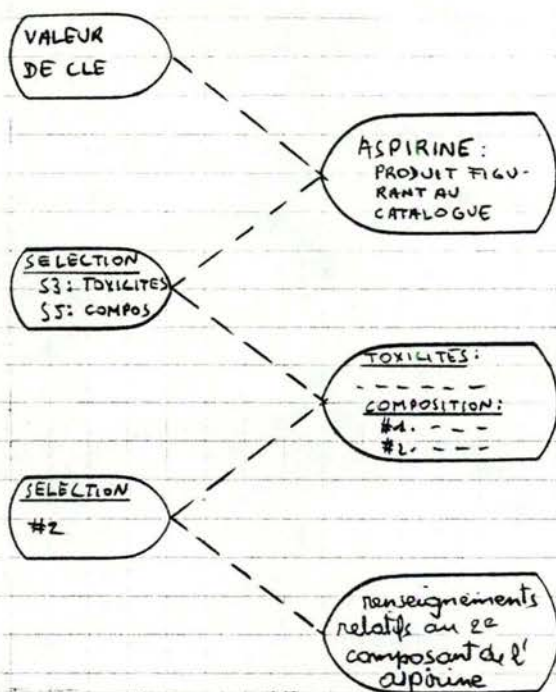 VALEUR
DE CLE
ASPIRINE :
PRODUIT FIGU-
RANT AU
CATALOGUE
SELECTION
S3: TOXICITES
S5: COMPOS
TOXICITES :
COMPOSITION :
#1. - - -
#2. - - -
SELECTION
#2
renseignements
relatifs au 2e
composant de l'
aspirine